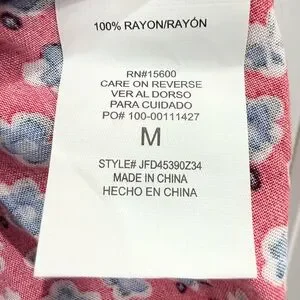 100% RAYON/RAYÓN
RN#15600
CARE ON REVERSE
VER AL DORSO
PARA CUIDADO
PO# 100-00111427
M
STYLE# JFD45390Z34
MADE IN CHINA
HECHO EN CHINA